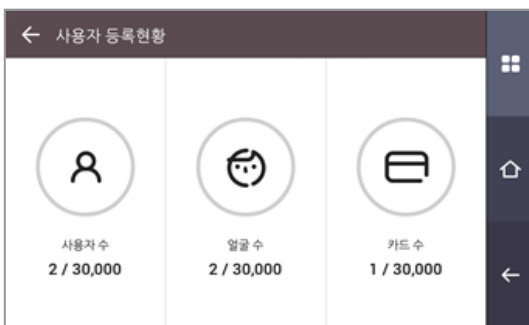 사용자 등록현황
사용자 수
2 / 30,000
얼굴 수
2 / 30,000
카드 수
1 / 30,000